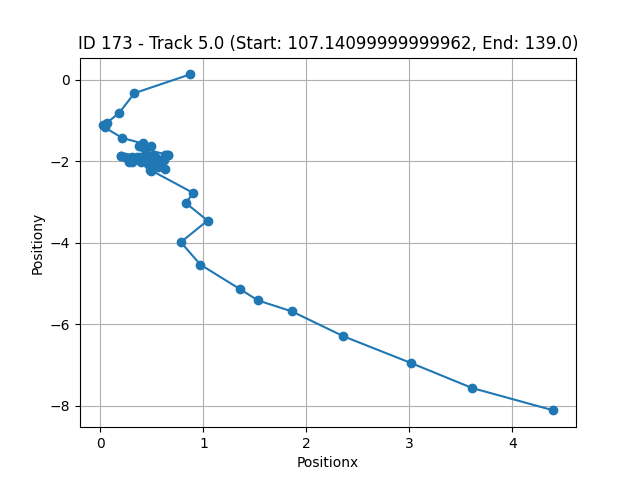 ID 173 - Track 5.0 (Start: 107.14099999999962, End: 139.0)
0
−2
−4
−6
−8
Positiony
0 1 2 3 4
Positionx